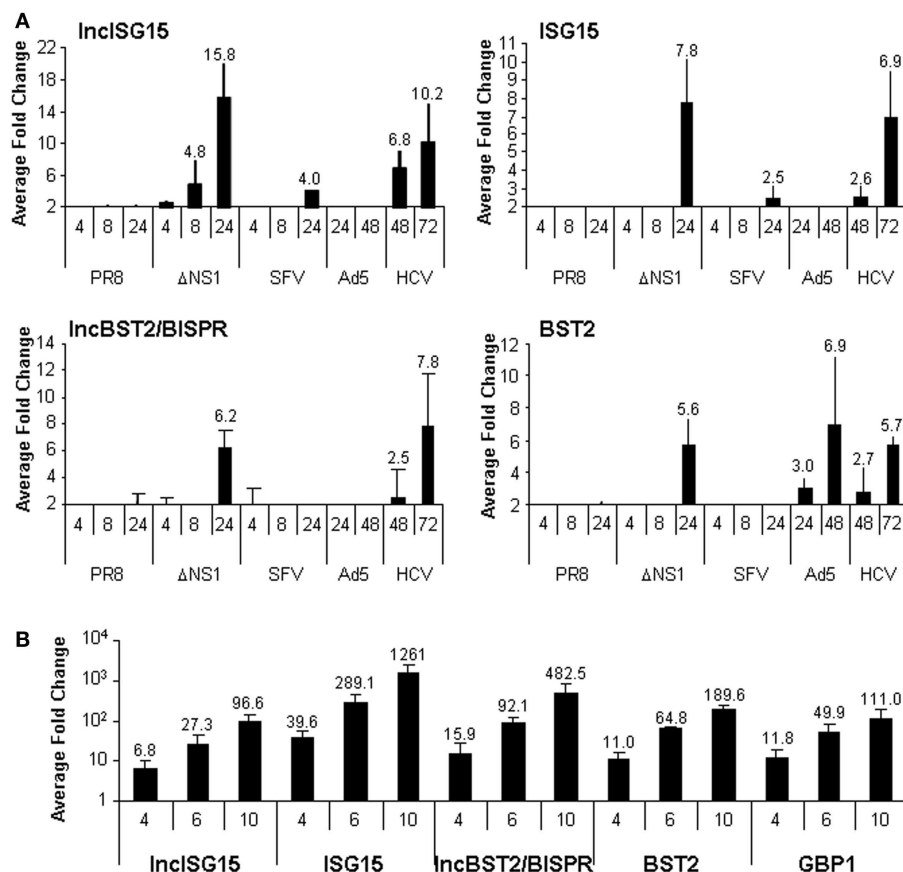 A
lncISG15
Average Fold Change
22
18
14
10
6
2
4.8
15.8
4.0
6.8
10.2
4 8 24 4 8 24 4 8 24 24 48 48 72
PR8 ΔNS1 SFV Ad5 HCV
ISG15
Average Fold Change
11
10
9
8
7
6
5
4
3
2
7.8
2.5
2.6
6.9
4 8 24 4 8 24 4 8 24 24 48 48 72
PR8 ΔNS1 SFV Ad5 HCV
lncBST2/BISPR
Average Fold Change
14
12
10
8
6
4
2
6.2
2.5
7.8
4 8 24 4 8 24 4 8 24 24 48 48 72
PR8 ΔNS1 SFV Ad5 HCV
BST2
Average Fold Change
12
10
8
6
4
2
5.6
3.0
6.9
2.7
5.7
4 8 24 4 8 24 4 8 24 24 48 48 72
PR8 ΔNS1 SFV Ad5 HCV
B
Average Fold Change
10⁴
10³
10²
10
1
6.8 27.3 96.6 39.6 289.1 1261 15.9 92.1 482.5 11.0 64.8 189.6 11.8 49.9 111.0
4 6 10 4 6 10 4 6 10 4 6 10 4 6 10
lncISG15 ISG15 lncBST2/BISPR BST2 GBP1